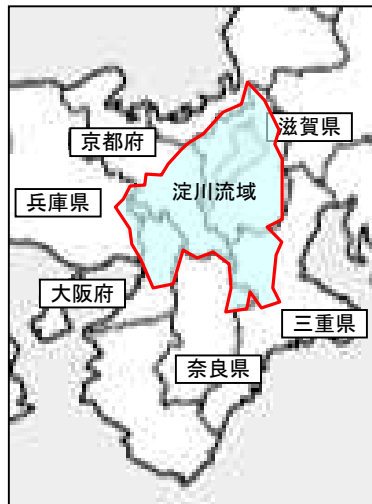 京都府
滋賀県
兵庫県
淀川流域
大阪府
三重県
奈良県